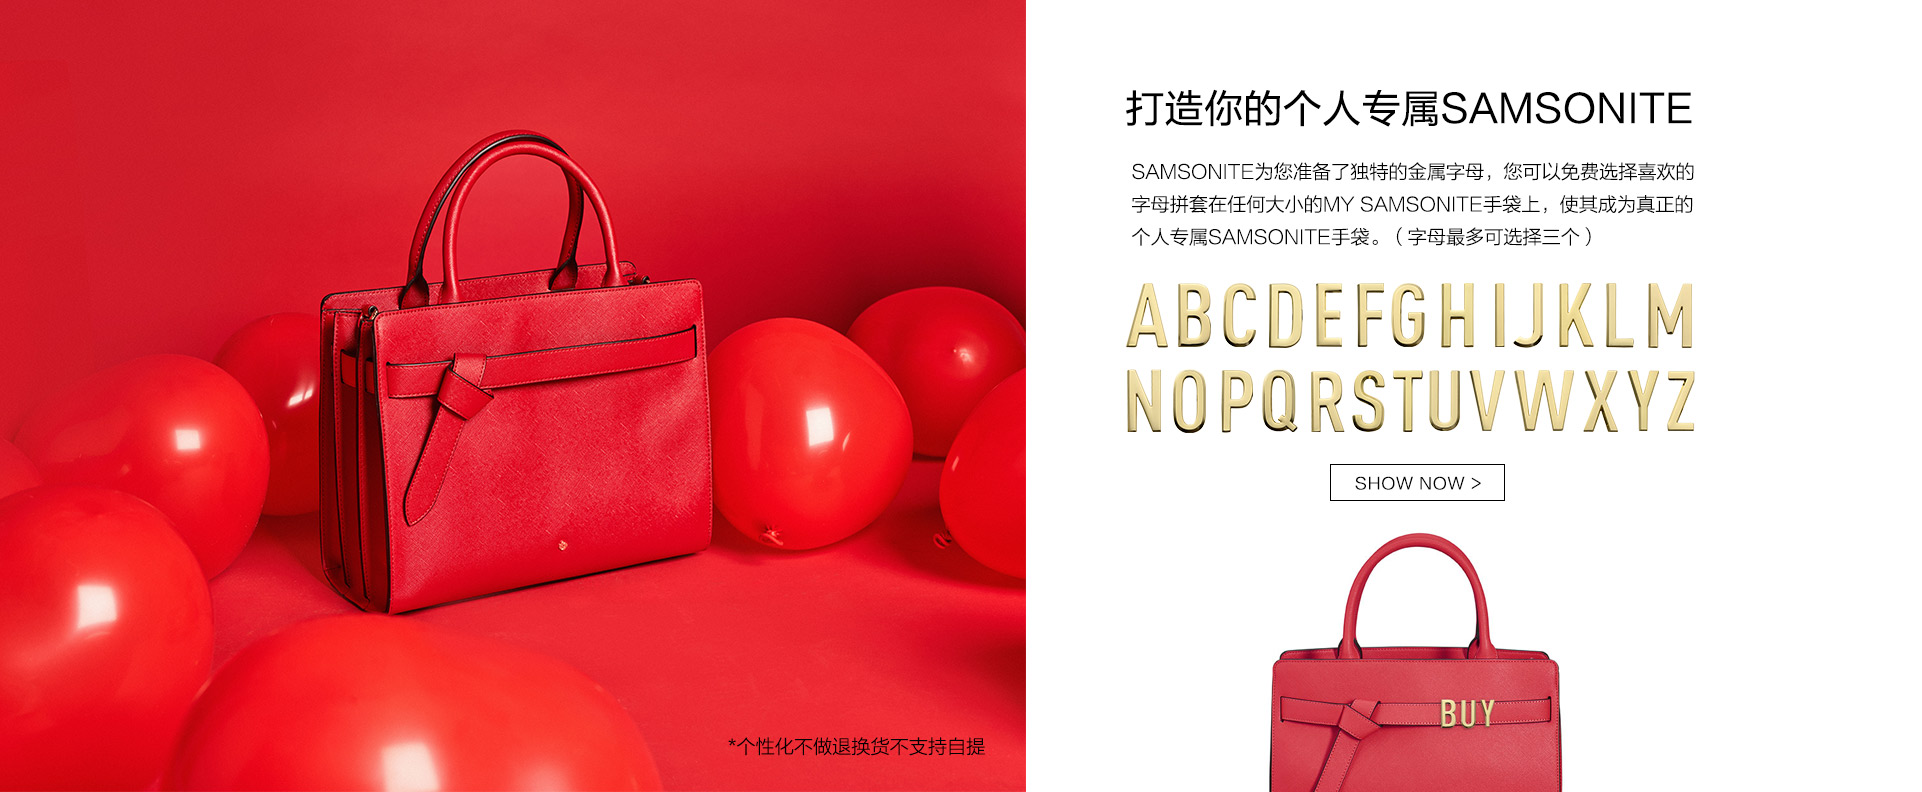 打造你的个人专属SAMSONITE
SAMSONITE为您准备了独特的金属字母，您可以免费选择喜欢的
字母拼套在任何大小的MY SAMSONITE手袋上，使其成为真正的
个人专属SAMSONITE手袋。（字母最多可选择三个）
ABCDEFGHIJKLM
NOPQRSTUVWXYZ
SHOW NOW >
BUY
*个性化不做退换货不支持自提